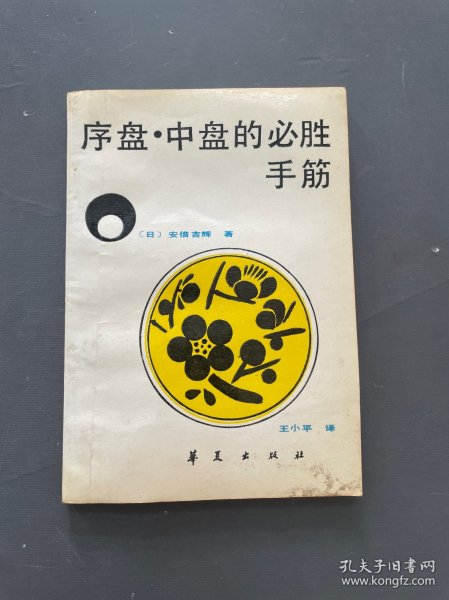 序盘·中盘的必胜
手筋
〔日〕安倍吉辉 著
王小平 译
华夏出版社
孔夫子旧书网
www.kongfz.com